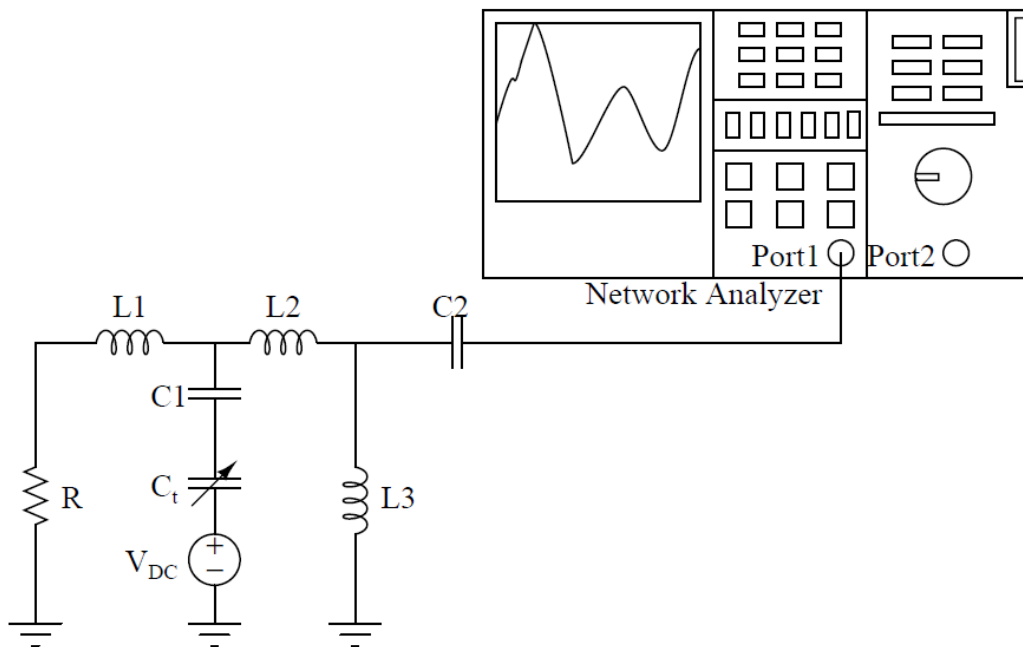 Port1 Port2
Network Analyzer
L1 L2 C2
C1
R Ct L3
VDC